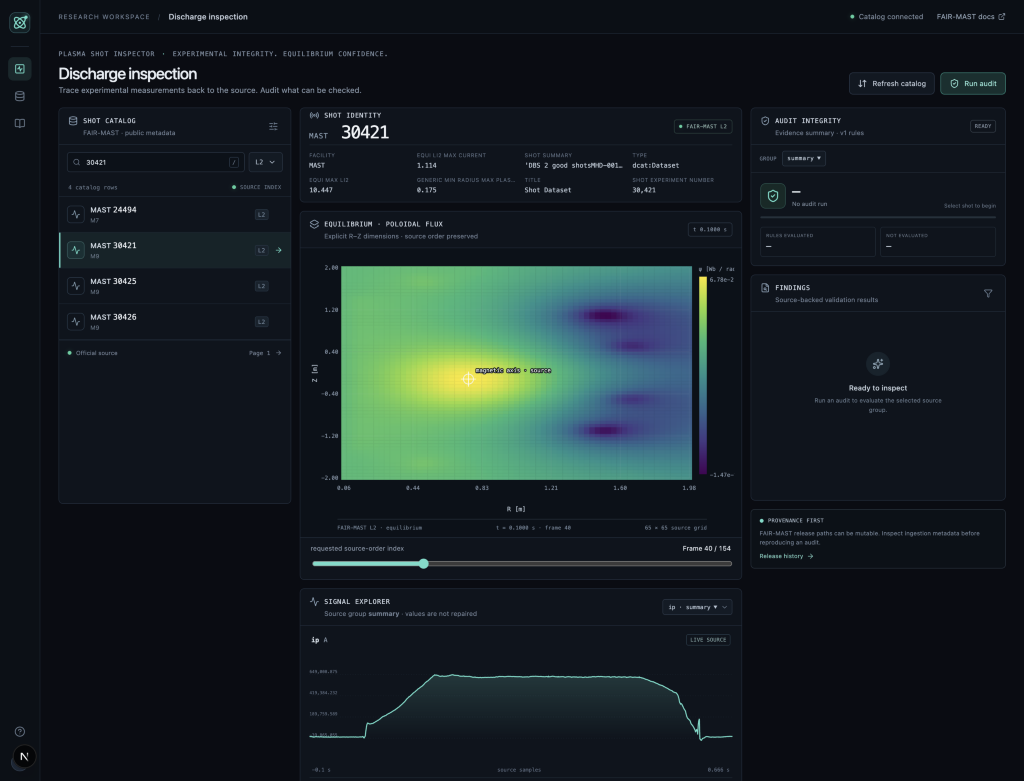 RESEARCH WORKSPACE / Discharge inspection
Catalog connected
FAIR-MAST docs
PLASMA SHOT INSPECTOR · EXPERIMENTAL INTEGRITY. EQUILIBRIUM CONFIDENCE.
Discharge inspection
Trace experimental measurements back to the source. Audit what can be checked.
Refresh catalog
Run audit
SHOT CATALOG
FAIR-MAST · public metadata
30421
/
L2
4 catalog rows
SOURCE INDEX
MAST 24494
M7
L2
MAST 30421
M9
L2
MAST 30425
M9
L2
MAST 30426
M9
L2
Official source
Page 1
SHOT IDENTITY
MAST 30421
FAIR-MAST L2
FACILITY
MAST
EQUI LI2 MAX CURRENT
1.114
SHOT SUMMARY
'DBS 2 good shotsMHD-001…
TYPE
dcat:Dataset
EQUI MAX LI2
10.447
GENERIC MIN RADIUS MAX PLAS…
0.175
TITLE
Shot Dataset
SHOT EXPERIMENT NUMBER
30,421
EQUILIBRIUM · POLOIDAL FLUX
Explicit R–Z dimensions · source order preserved
t 0.1000 s
2.00
1.20
0.40
-0.40
-1.20
-2.00
Z [m]
magnetic axis · source
ψ [Wb / rad
6.78e-2
-1.47e-
0.06
0.44
0.83
1.21
1.60
1.98
R [m]
FAIR-MAST L2 · equilibrium
t = 0.1000 s · frame 40
65 × 65 source grid
requested source-order index
Frame 40 / 154
SIGNAL EXPLORER
Source group summary · values are not repaired
ip · summary
ip A
LIVE SOURCE
-0.1 s
source samples
0.666 s
AUDIT INTEGRITY
Evidence summary · v1 rules
READY
GROUP
summary
—
No audit run
Select shot to begin
RULES EVALUATED
—
NOT EVALUATED
—
FINDINGS
Source-backed validation results
Ready to inspect
Run an audit to evaluate the selected source
group.
PROVENANCE FIRST
FAIR-MAST release paths can be mutable. Inspect ingestion metadata before
reproducing an audit.
Release history
N